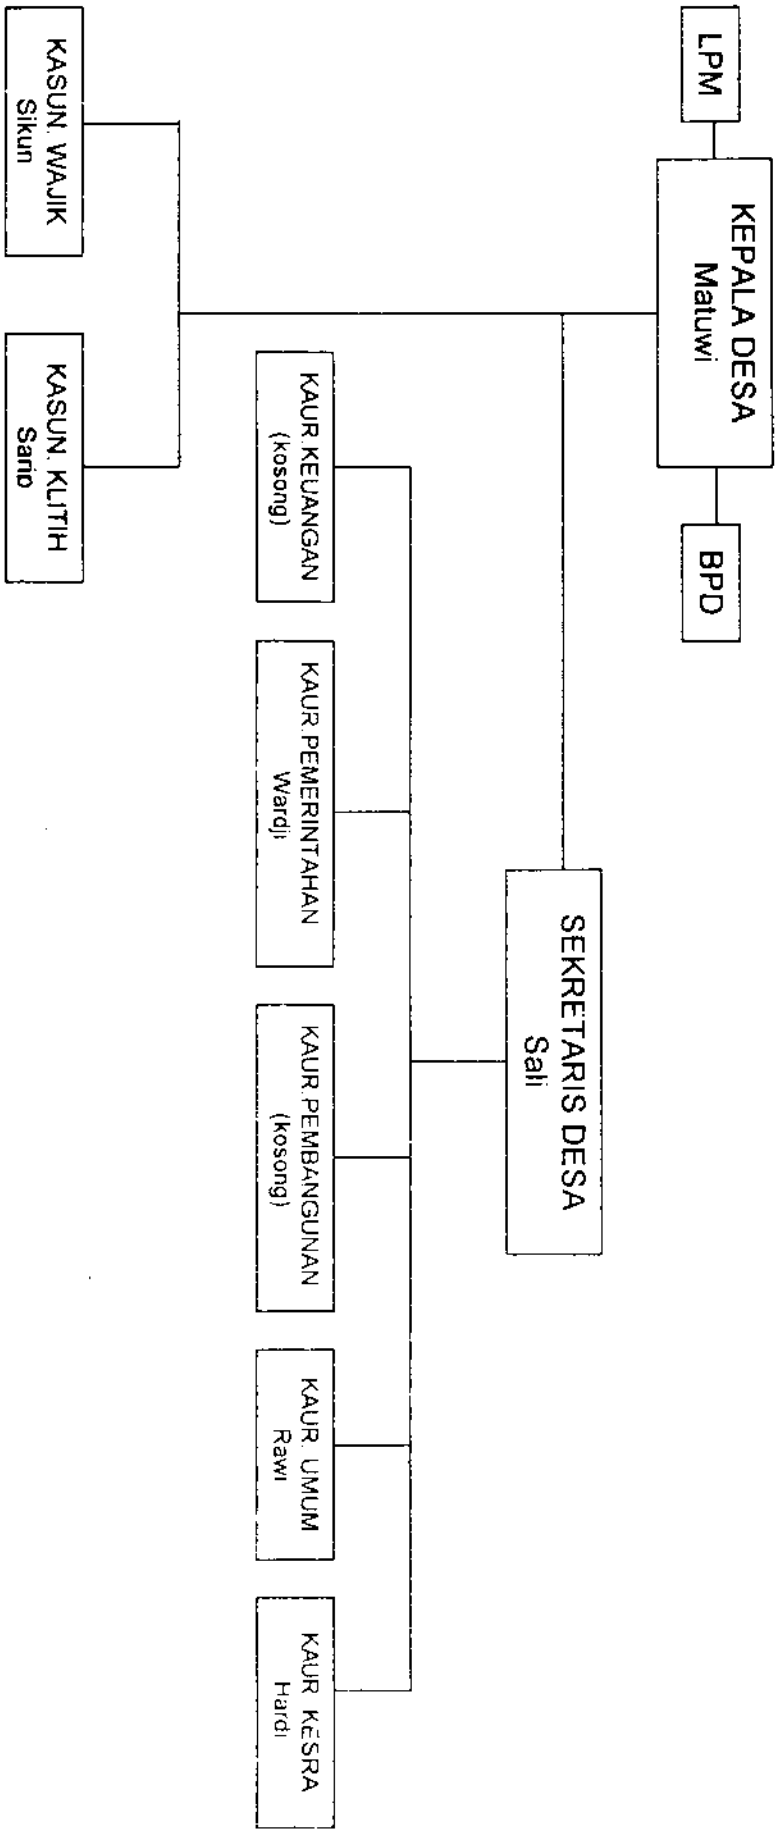 LPM
KEPALA DESA
Matuwi
BPD
SEKRETARIS DESA
Sali
KAUR.KEUANGAN
(kosong)
KAUR.PEMERINTAHAN
Wardji
KAUR.PEMBANGUNAN
(kosong)
KAUR. UMUM
Rawi
KAUR KESRA
Hardi
KASUN. WAJIK
Sikun
KASUN. KLITIH
Sarip